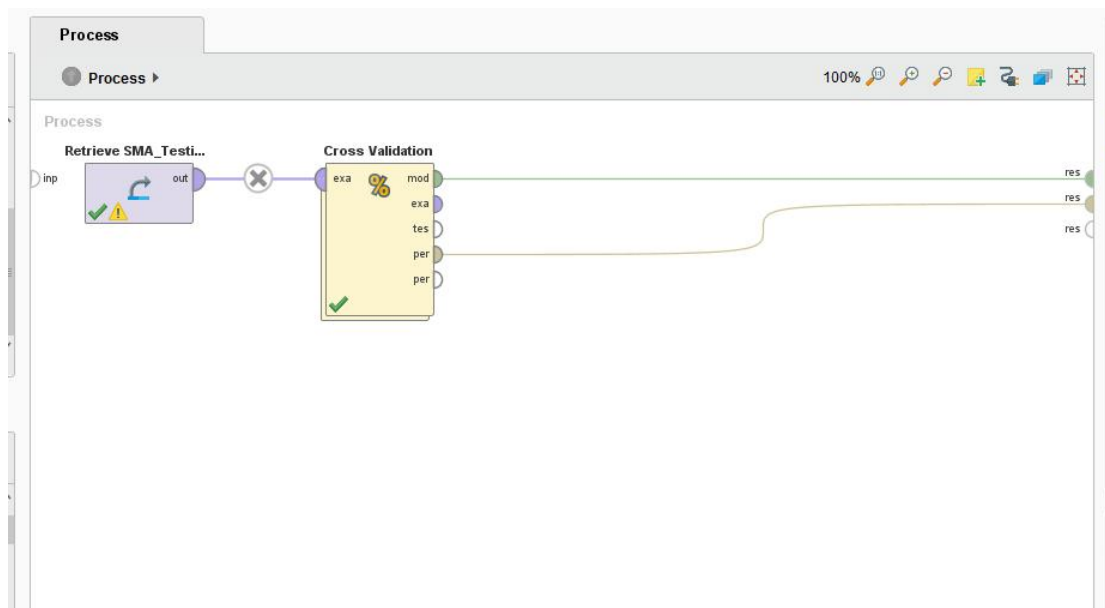 Process
Process
100%
Process
Retrieve SMA_Testi...
Cross Validation
inp
out
exa
mod
exa
tes
per
per
res
res
res